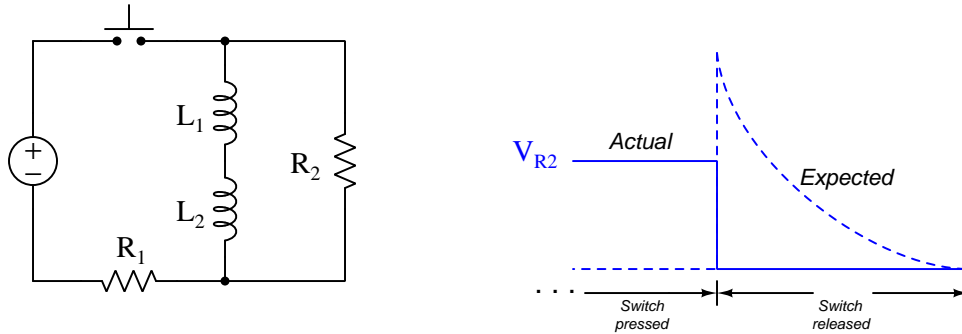 L1
L2
R2
R1
+
−
VR2
Actual
Expected
. . .
Switch
pressed
Switch
released